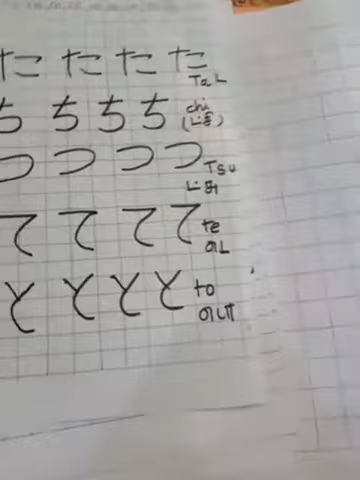 た た た た
Ta
ち ち ち ち chi
つ つ つ つ Tsu
て て て て te
と と と と to